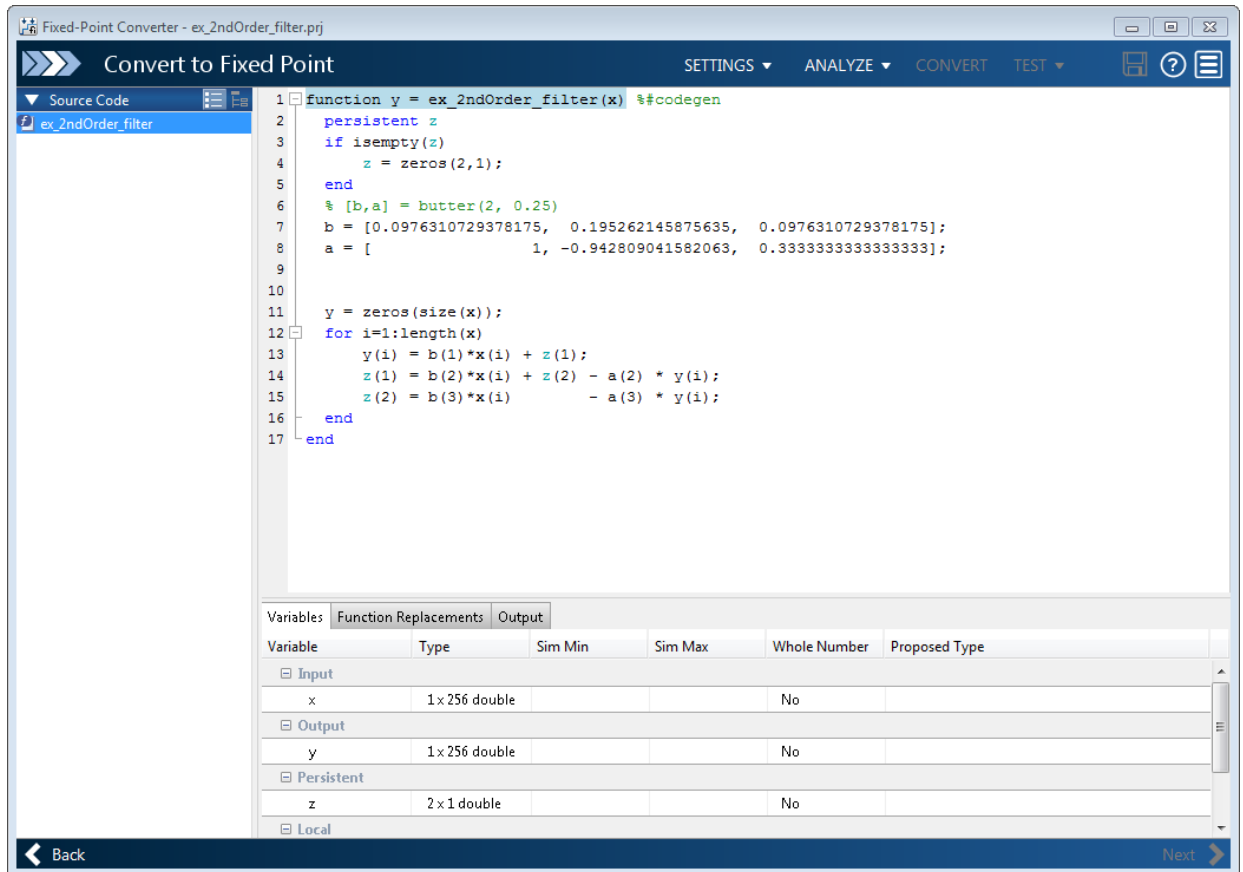 Fixed-Point Converter - ex_2ndOrder_filter.prj
Convert to Fixed Point
SETTINGS ▼ ANALYZE ▼ CONVERT TEST ▼
Source Code
ex_2ndOrder_filter
1 function y = ex_2ndOrder_filter(x) %#codegen
2 persistent z
3 if isempty(z)
4 z = zeros(2,1);
5 end
6 % [b,a] = butter(2, 0.25)
7 b = [0.0976310729378175, 0.195262145875635, 0.0976310729378175];
8 a = [ 1, -0.942809041582063, 0.3333333333333333];
9
10
11 y = zeros(size(x));
12 for i=1:length(x)
13 y(i) = b(1)*x(i) + z(1);
14 z(1) = b(2)*x(i) + z(2) - a(2) * y(i);
15 z(2) = b(3)*x(i) - a(3) * y(i);
16 end
17 end
Variables Function Replacements Output
Variable Type Sim Min Sim Max Whole Number Proposed Type
Input
x 1 x 256 double No
Output
y 1 x 256 double No
Persistent
z 2 x 1 double No
Local
Back Next